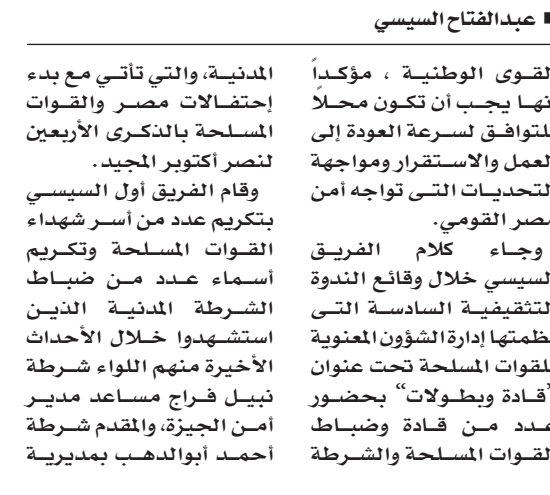 عبدالفتاح السيسي
القوى الوطنية ، مؤكداً
أنها يجب أن تكون محلاً
للتوافق لسرعة العودة إلى
العمل والاستقرار ومواجهة
التحديات التى تواجه أمن
مصر القومي.
وجاء كلام الفريق
السيسي خلال وقائع الندوة
التثقيفية السادسة التى
نظمتها إدارة الشؤون المعنوية
للقوات المسلحة تحت عنوان
"قادة وبطولات" بحضور
عدد من قادة وضباط
القوات المسلحة والشرطة
المدنية، والتي تأتي مع بدء
إحتفالات مصر والقوات
المسلحة بالذكرى الأربعين
لنصر أكتوبر المجيد.
وقام الفريق أول السيسي
بتكريم عدد من أسر شهداء
القوات المسلحة وتكريم
أسماء عدد من ضباط
الشرطة المدنية الذين
استشهدوا خلال الأحداث
الأخيرة منهم اللواء شرطة
نبيل فراج مساعد مدير
أمن الجيزة، والمقدم شرطة
أحمد أبوالدهب بمديرية